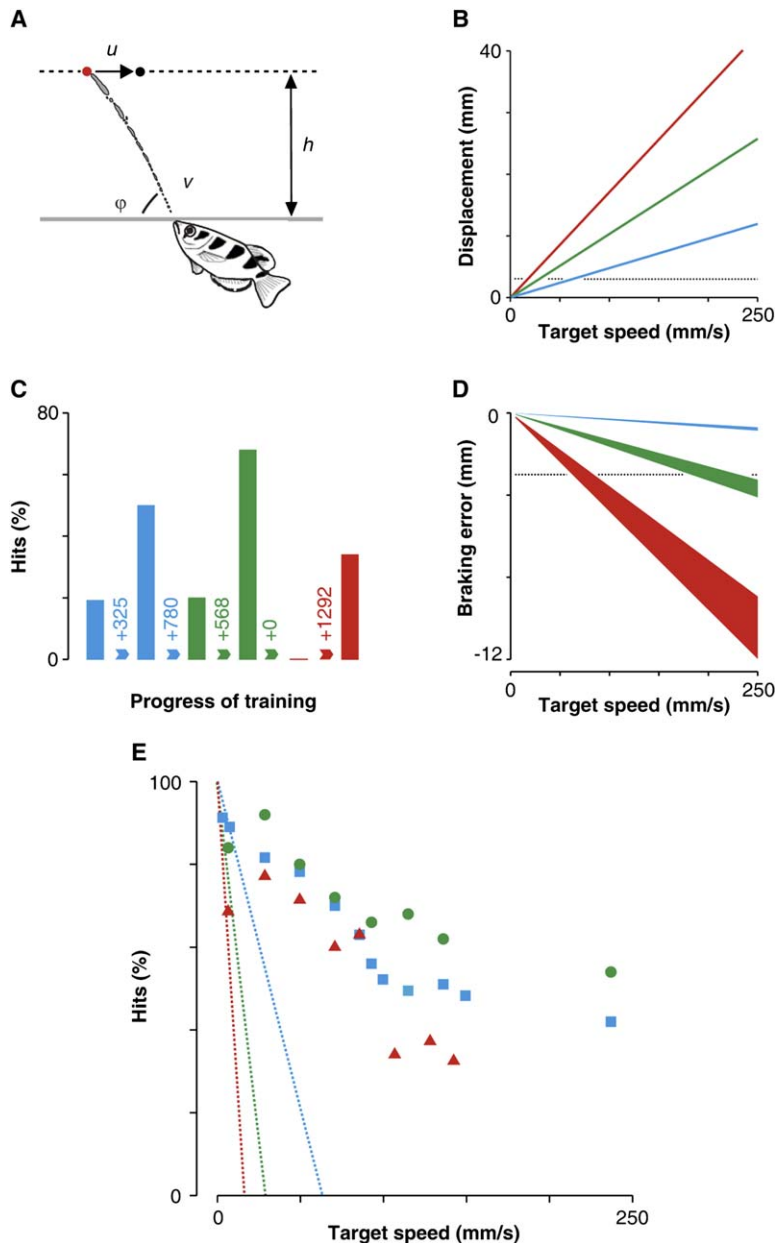 A
u
h
v
φ
B
40
Displacement (mm)
0
0
250
Target speed (mm/s)
C
80
Hits (%)
0
+325
+780
+568
+0
+1292
Progress of training
D
0
Braking error (mm)
-12
0
250
Target speed (mm/s)
E
100
Hits (%)
0
0
250
Target speed (mm/s)